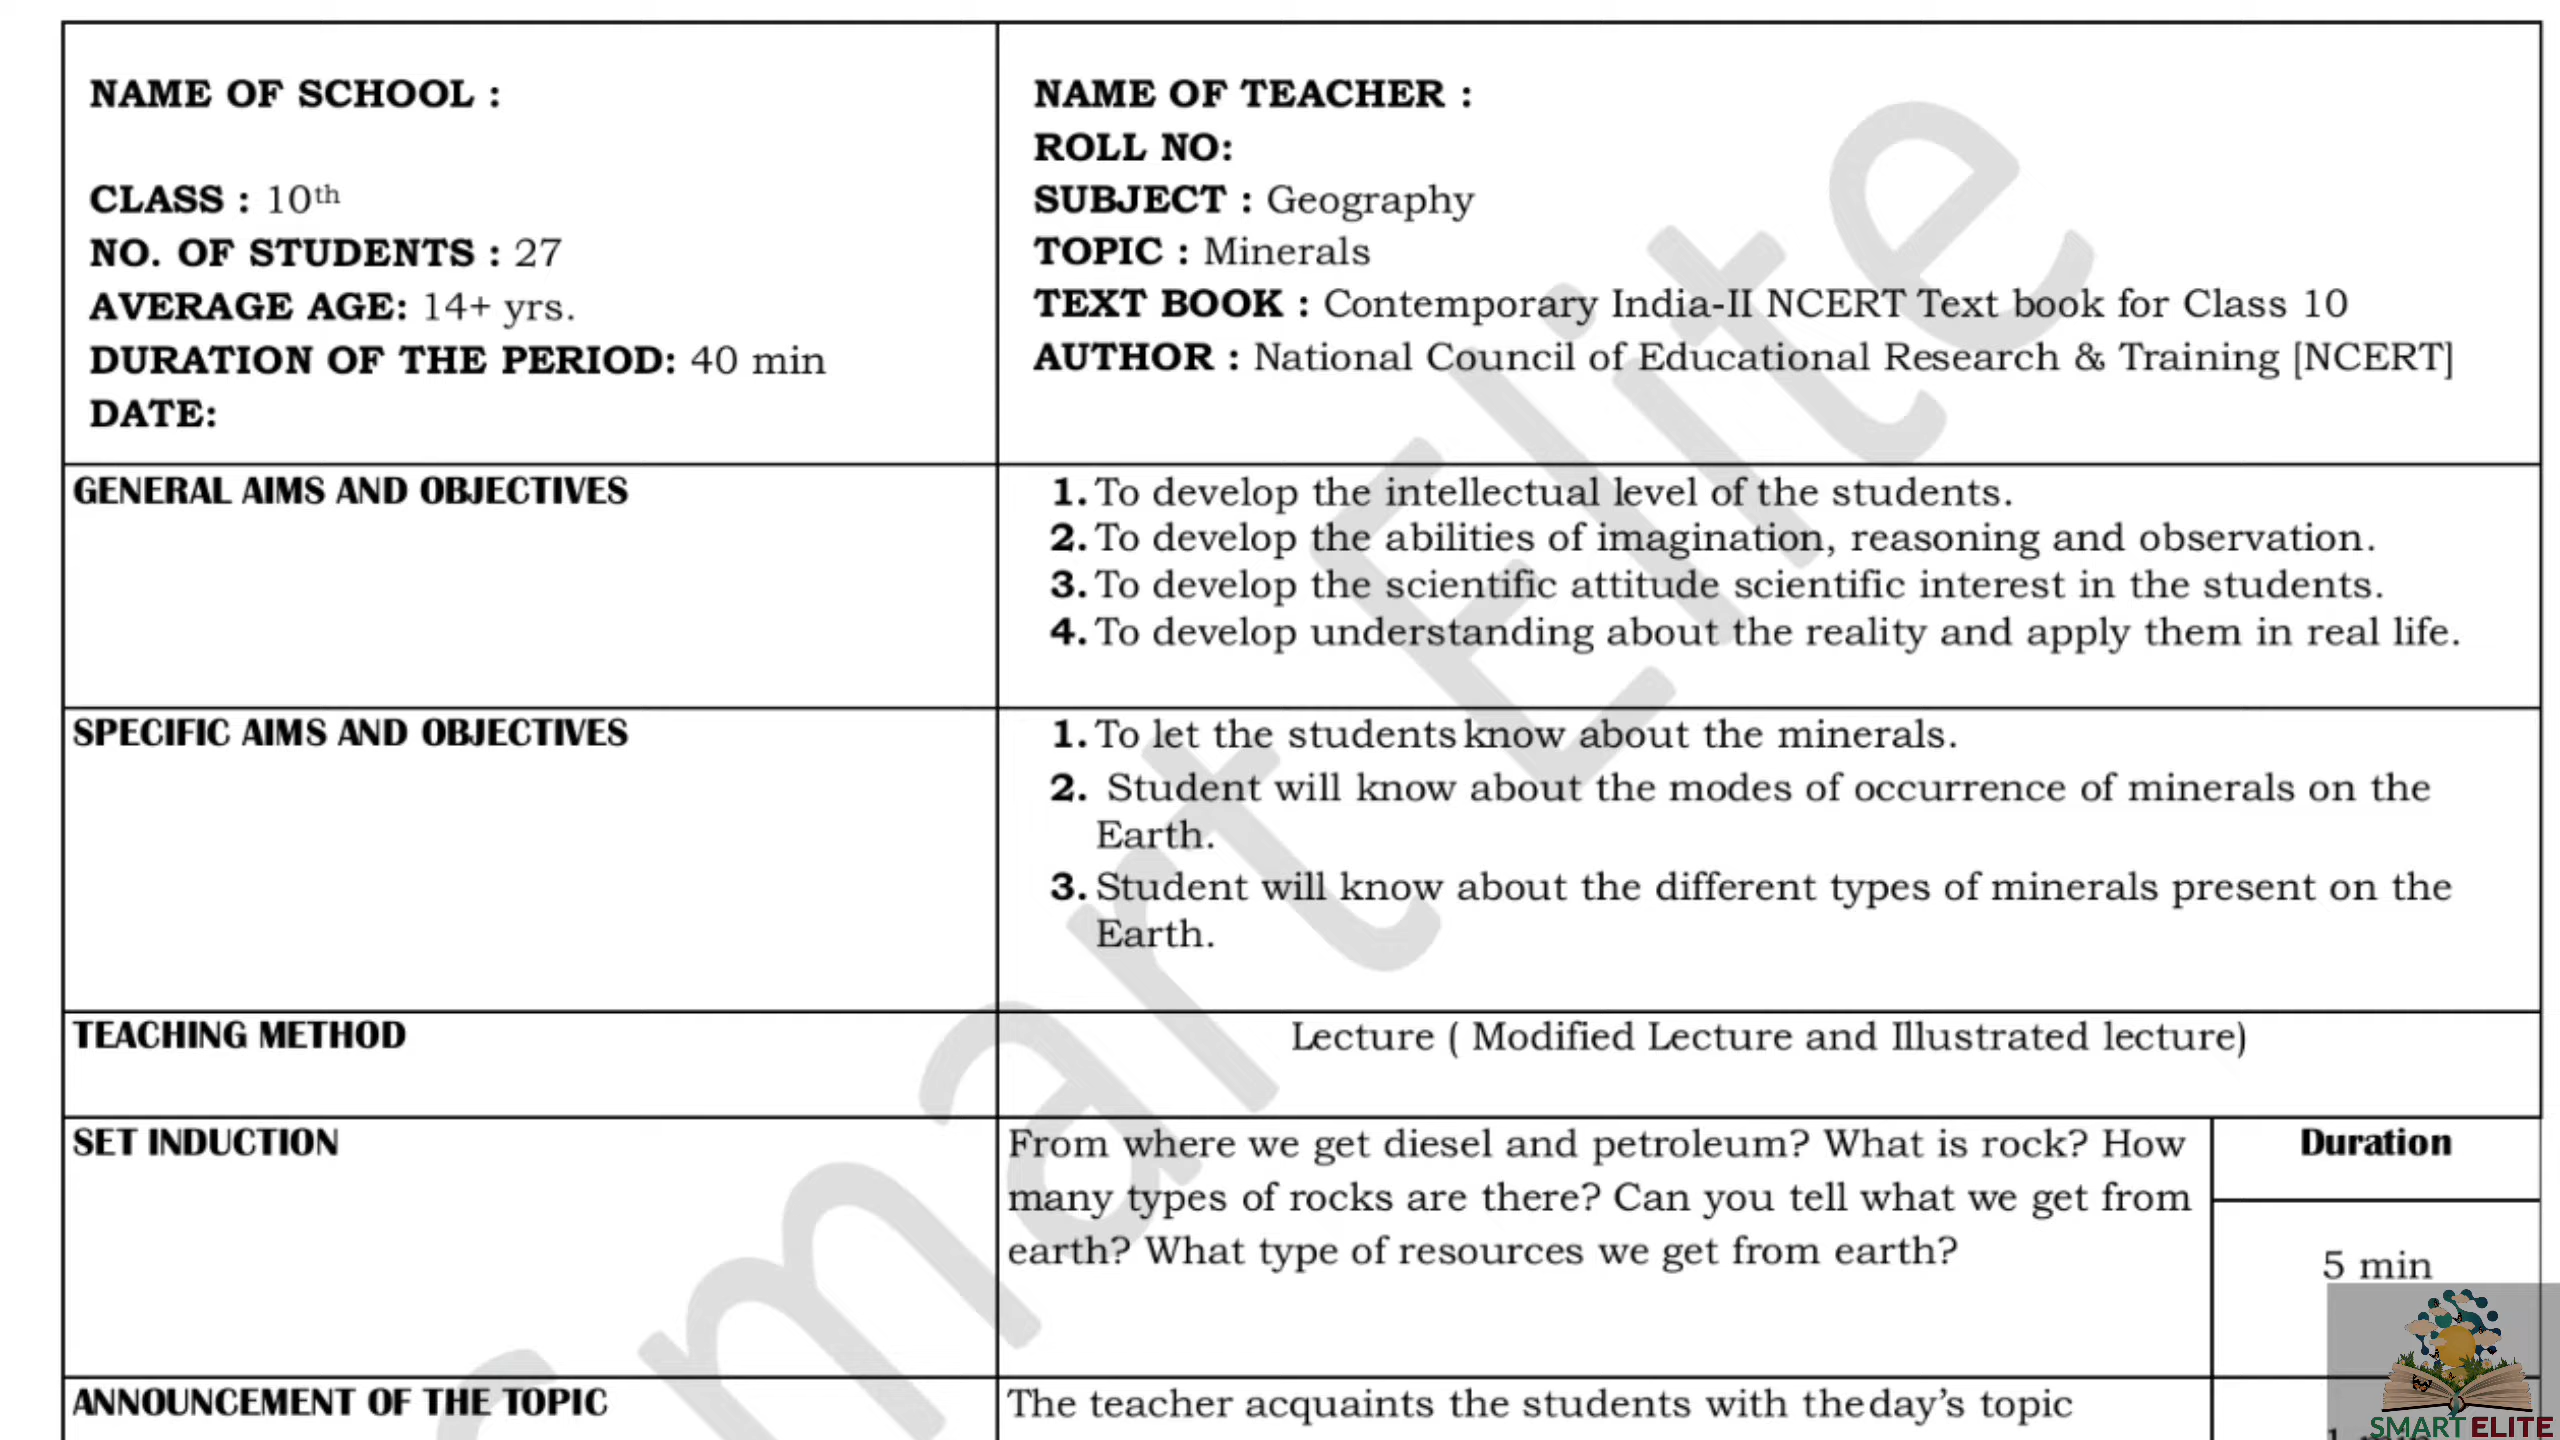 NAME OF SCHOOL :
CLASS : 10th
NO. OF STUDENTS : 27
AVERAGE AGE: 14+ yrs.
DURATION OF THE PERIOD: 40 min
DATE:
NAME OF TEACHER :
ROLL NO:
SUBJECT : Geography
TOPIC : Minerals
TEXT BOOK : Contemporary India-II NCERT Text book for Class 10
AUTHOR : National Council of Educational Research & Training [NCERT]
GENERAL AIMS AND OBJECTIVES
1. To develop the intellectual level of the students.
2. To develop the abilities of imagination, reasoning and observation.
3. To develop the scientific attitude scientific interest in the students.
4. To develop understanding about the reality and apply them in real life.
SPECIFIC AIMS AND OBJECTIVES
1. To let the students know about the minerals.
2. Student will know about the modes of occurrence of minerals on the
Earth.
3. Student will know about the different types of minerals present on the
Earth.
TEACHING METHOD
Lecture ( Modified Lecture and Illustrated lecture)
SET INDUCTION
From where we get diesel and petroleum? What is rock? How
many types of rocks are there? Can you tell what we get from
earth? What type of resources we get from earth?
Duration
5 min
ANNOUNCEMENT OF THE TOPIC
The teacher acquaints the students with theday’s topic
Smart Elite
SMART ELITE